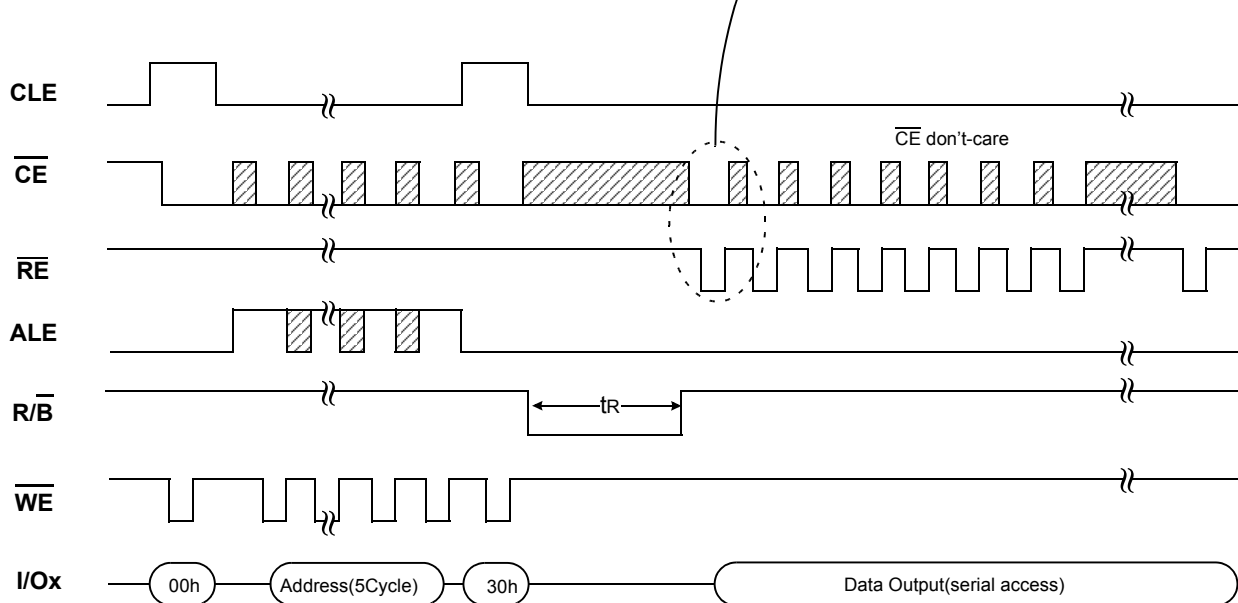 CLE
CE don't-care
CE
RE
ALE
R/B
tR
WE
I/Ox
00h
Address(5Cycle)
30h
Data Output(serial access)